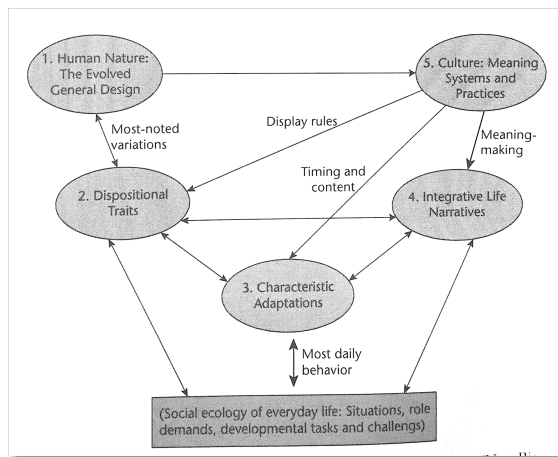 1. Human Nature:
The Evolved
General Design
5. Culture: Meaning
Systems and
Practices
Display rules
Meaning-
making
Most-noted
variations
Timing and
content
2. Dispositional
Traits
4. Integrative Life
Narratives
3. Characteristic
Adaptations
Most daily
behavior
(Social ecology of everyday life: Situations, role
demands, developmental tasks and challengs)